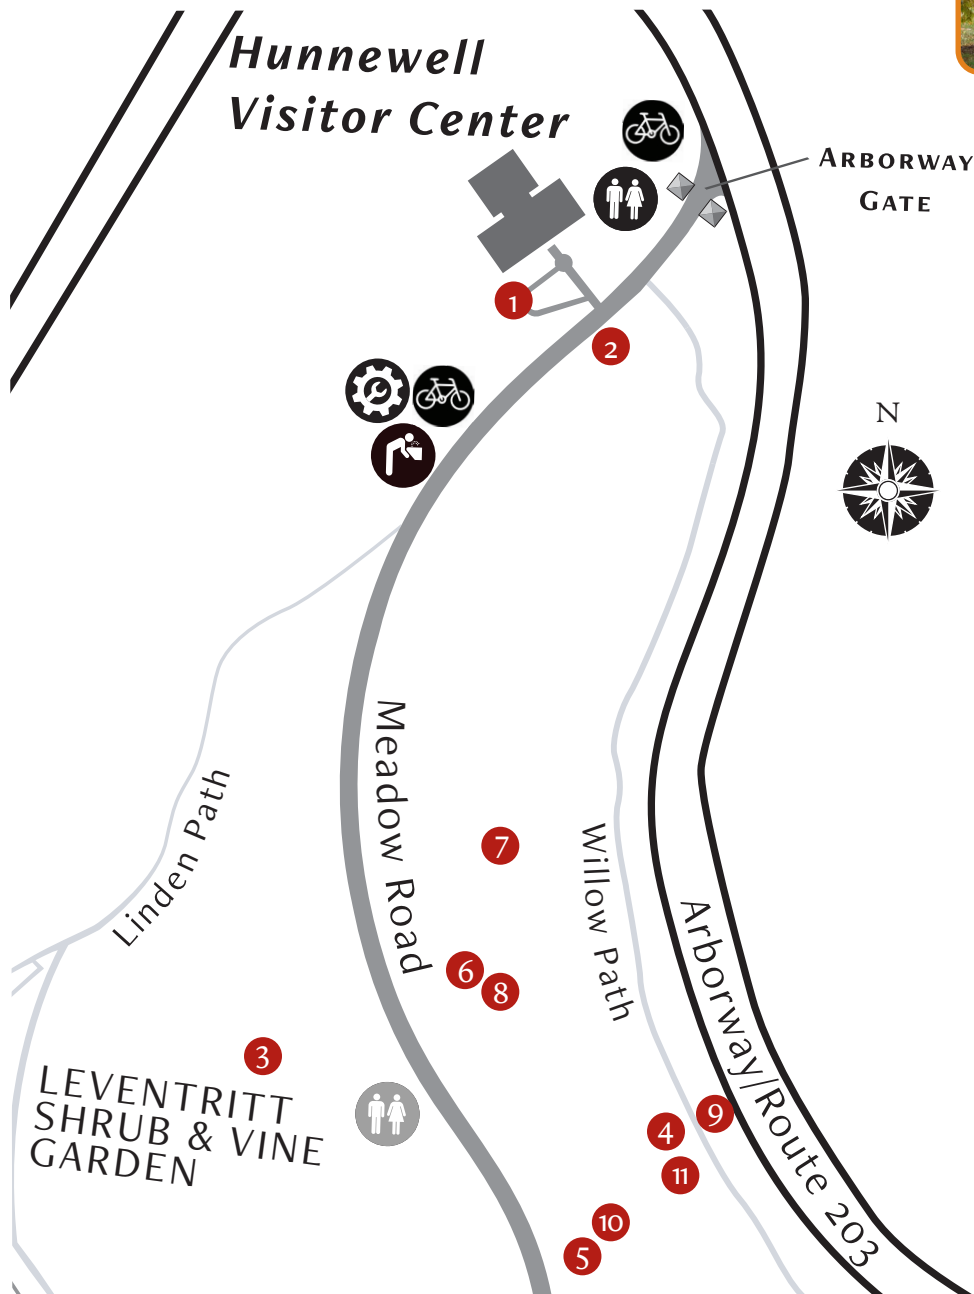 Hunnewell
Visitor Center
ARBORWAY
GATE
1
2
N
Meadow Road
Linden Path
7
Willow Path
6
8
Arborway/Route 203
3
LEVENTRITT
SHRUB & VINE
GARDEN
9
4
11
10
5